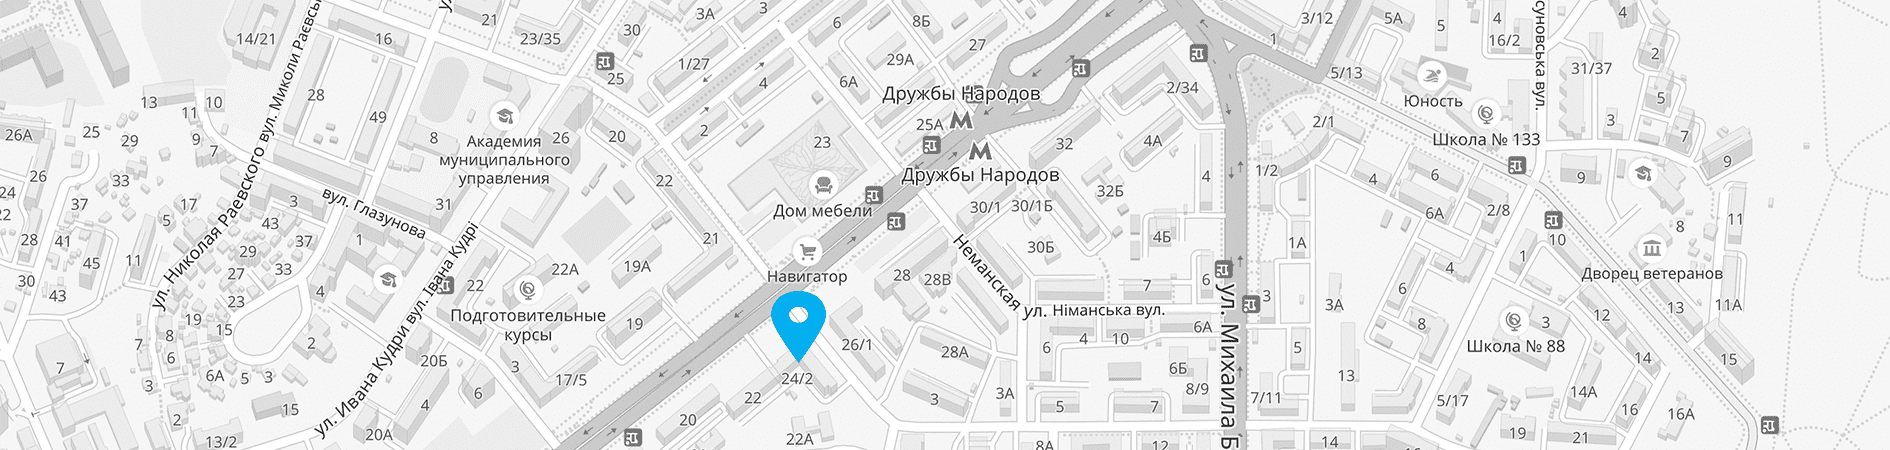 21
3А
3
8Б
3/12
5А
4
14/21
16
23/35
30
6
27
1
5
16/2
2
1/27
29А
31/37
25
4
6А
5/13
Юность
28
13
10
2/34
5
11
49
Дружбы Народов
ул. Николая Раевского вул. Миколи Раєвсь
суновська вул.
26А
25
9
7
8
Академия
муниципального
управления
26
20
2
23
25А
М
М
32
4А
2/1
Школа № 133
3
7
9
Дружбы Народов
26
33
22
4
1/2
4
6
9
24
37
17
5
3
вул. Глазунова
31
Дом мебели
30/1
30/1Б
32Б
6А
2/8
11
22
43
28
41
29
37
1
21
30Б
4Б
1А
10
8
45
11
27
33
22
22А
19А
Навигатор
28
28В
Неманская
4
Дворец ветеранов
30
43
23
4
Подготовительные
курсы
7
6
3
3А
6
13
11А
ул. Німанська вул.
ул. Ивана Кудри вул. Івана Кудрі
18
19
15
2
19
26/1
28А
6
4
10
6А
5
8
12
3
Школа № 88
7
7
3
6А
5
3
20Б
3
6
17/5
24/2
6Б
8/9
13
14
15
15
4
20
22
3
3А
5
7
7/11
5/17
14А
16
16А
2
13/2
20А
22А
8А
12
14
19
21
ул. Михаила Б